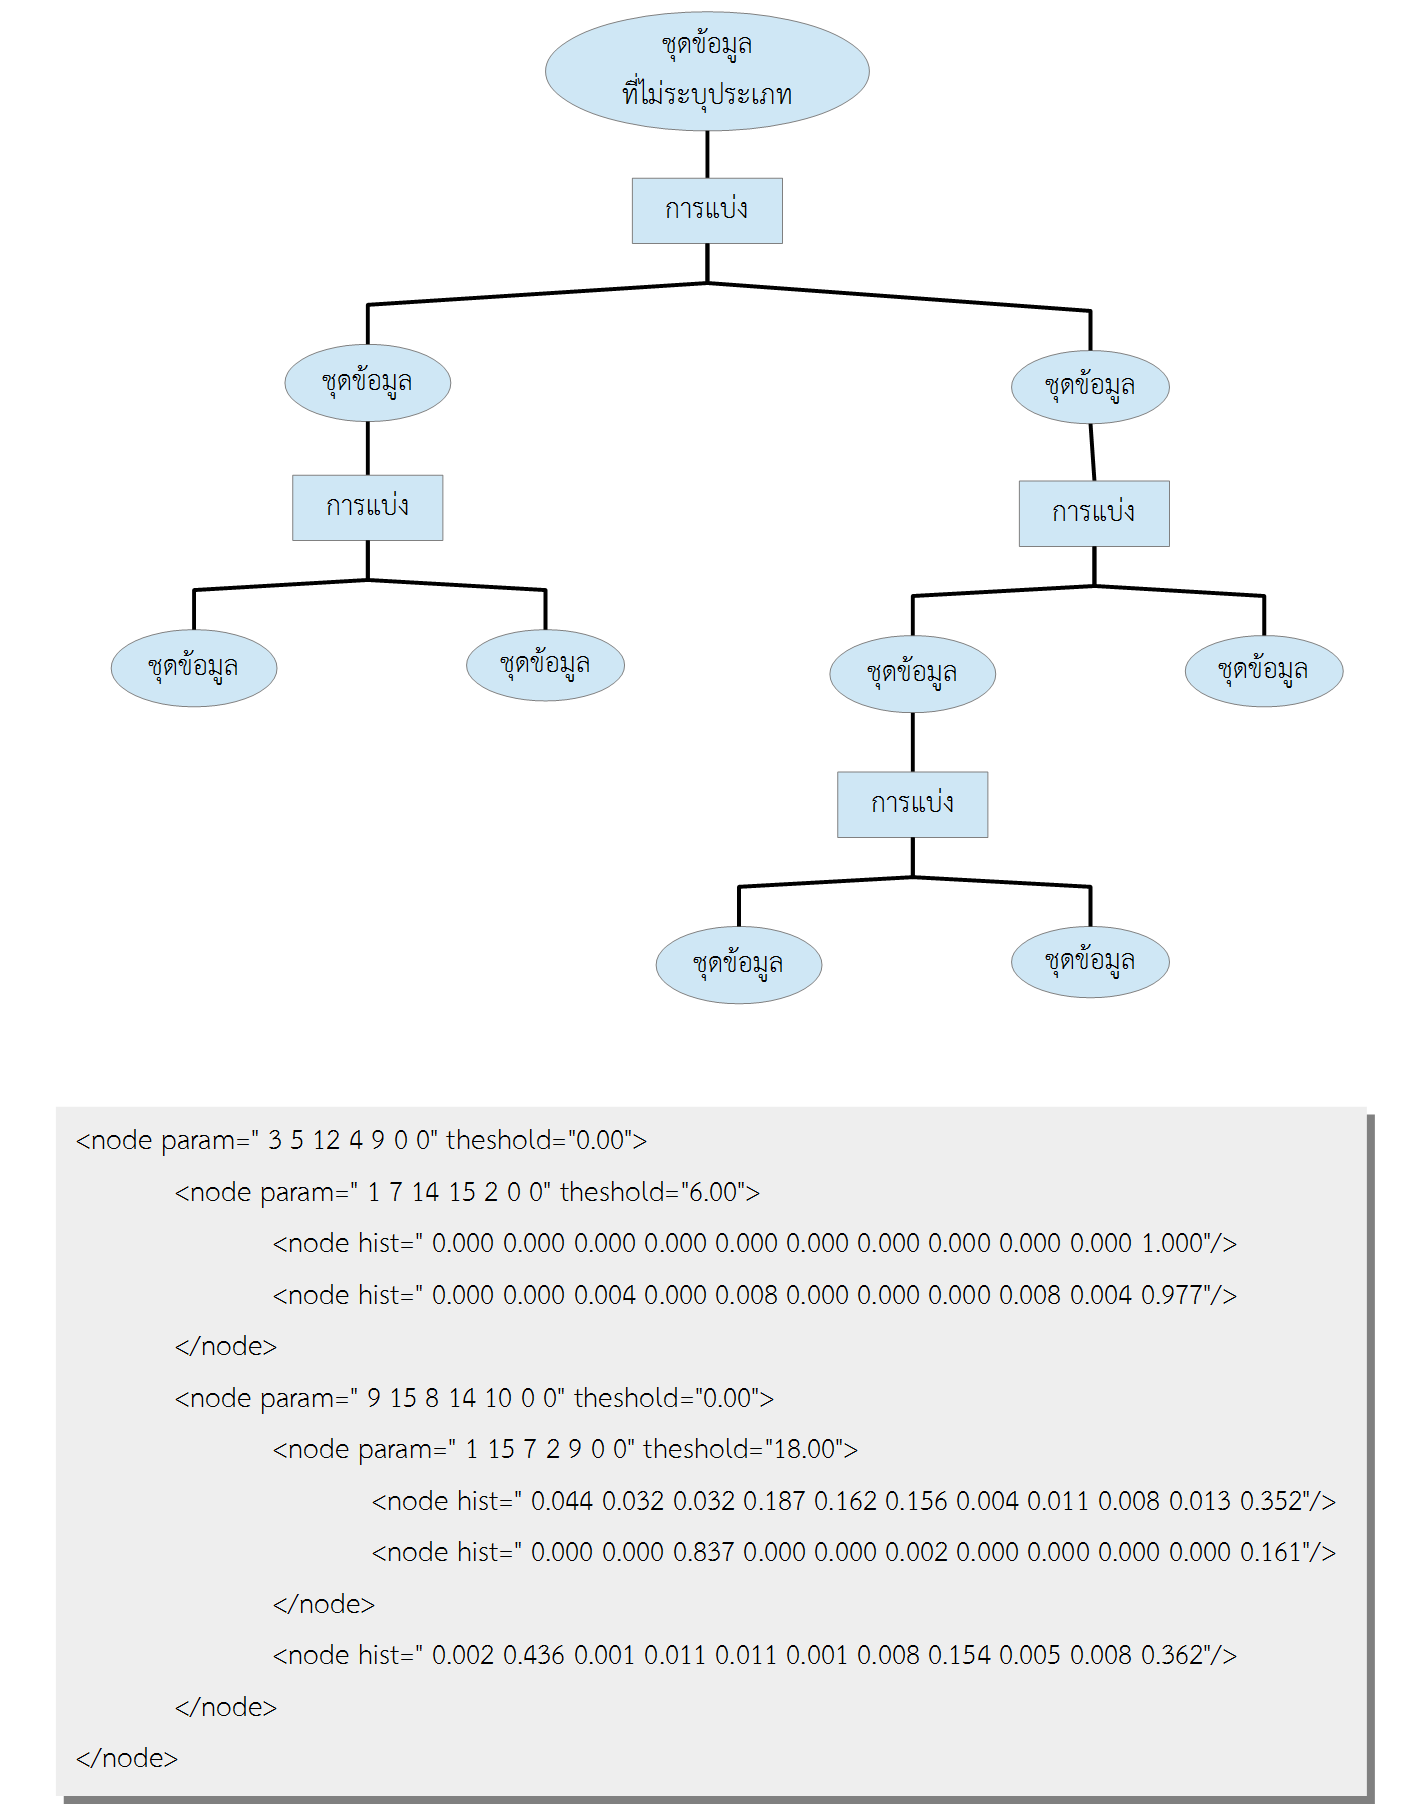 ชุดข้อมูล
ที่ไม่ระบุประเภท
การแบ่ง
ชุดข้อมูล
ชุดข้อมูล
การแบ่ง
การแบ่ง
ชุดข้อมูล
ชุดข้อมูล
ชุดข้อมูล
ชุดข้อมูล
การแบ่ง
ชุดข้อมูล
ชุดข้อมูล
<node param=" 3 5 12 4 9 0 0" theshold="0.00">
<node param=" 1 7 14 15 2 0 0" theshold="6.00">
<node hist=" 0.000 0.000 0.000 0.000 0.000 0.000 0.000 0.000 0.000 0.000 1.000"/>
<node hist=" 0.000 0.000 0.004 0.000 0.008 0.000 0.000 0.000 0.008 0.004 0.977"/>
</node>
<node param=" 9 15 8 14 10 0 0" theshold="0.00">
<node param=" 1 15 7 2 9 0 0" theshold="18.00">
<node hist=" 0.044 0.032 0.032 0.187 0.162 0.156 0.004 0.011 0.008 0.013 0.352"/>
<node hist=" 0.000 0.000 0.837 0.000 0.000 0.002 0.000 0.000 0.000 0.000 0.161"/>
</node>
<node hist=" 0.002 0.436 0.001 0.011 0.011 0.001 0.008 0.154 0.005 0.008 0.362"/>
</node>
</node>